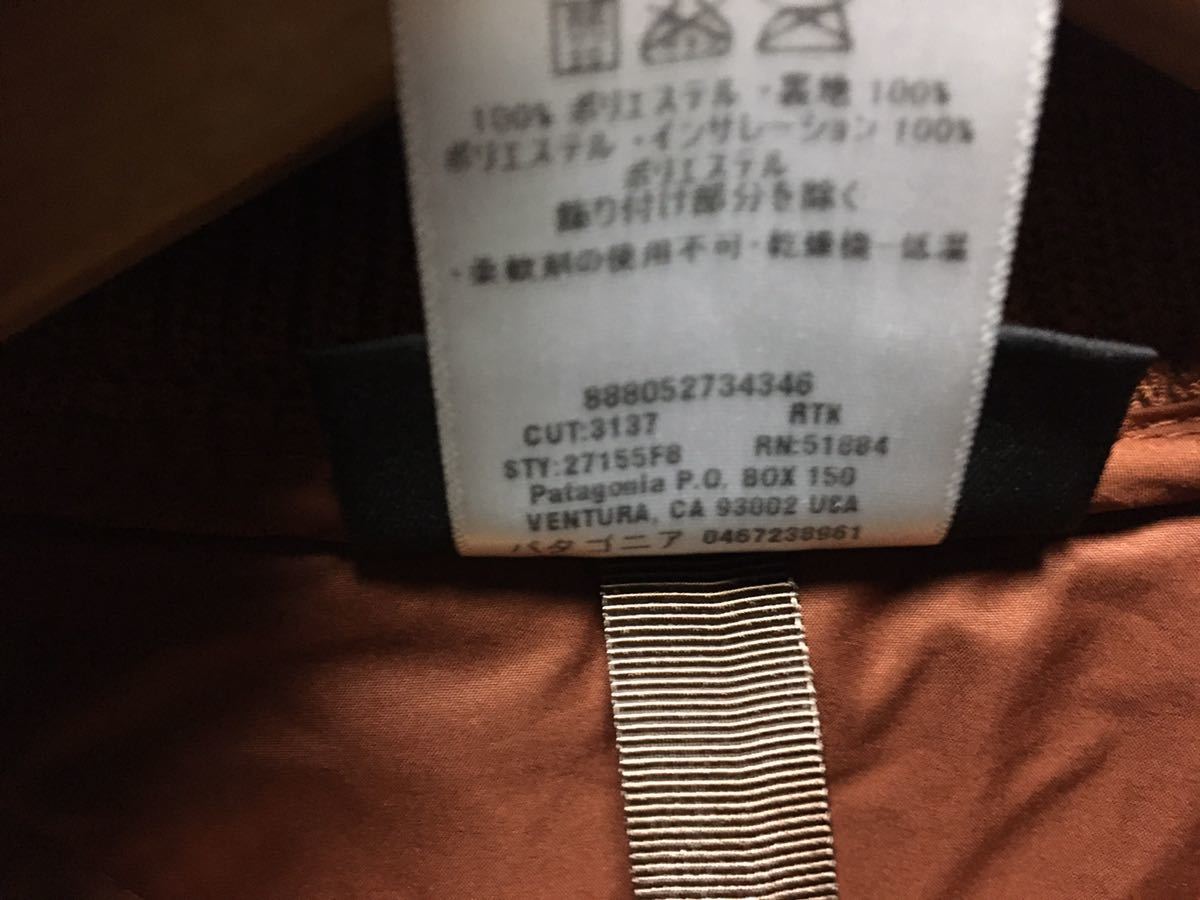 100% ポリエステル・裏地 100%
ポリエステル・インサレーション 100%
ポリエステル
飾り付け部分を除く
・柔軟剤の使用不可・乾燥機ー低温
888052734346
CUT:3137 RTK
STY:27155F8 RN:51884
Patagonia P.O. BOX 150
VENTURA, CA 93002 USA
パタゴニア 0467238961